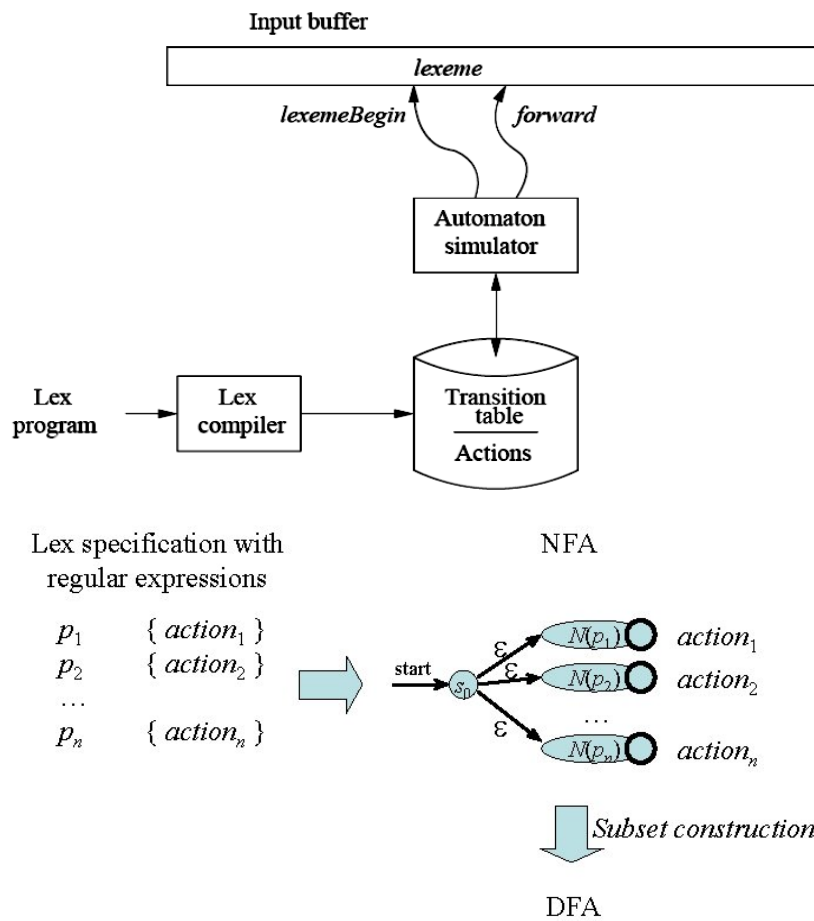 Input buffer
lexeme
lexemeBegin forward
Automaton
simulator
Lex
program
Lex
compiler
Transition
table
Actions
Lex specification with
regular expressions
NFA
p₁ { action₁ }
p₂ { action₂ }
...
pₙ { actionₙ }
start
s₀
ε
ε
ε
N(p₁) action₁
N(p₂) action₂
...
N(pₙ) actionₙ
Subset construction
DFA